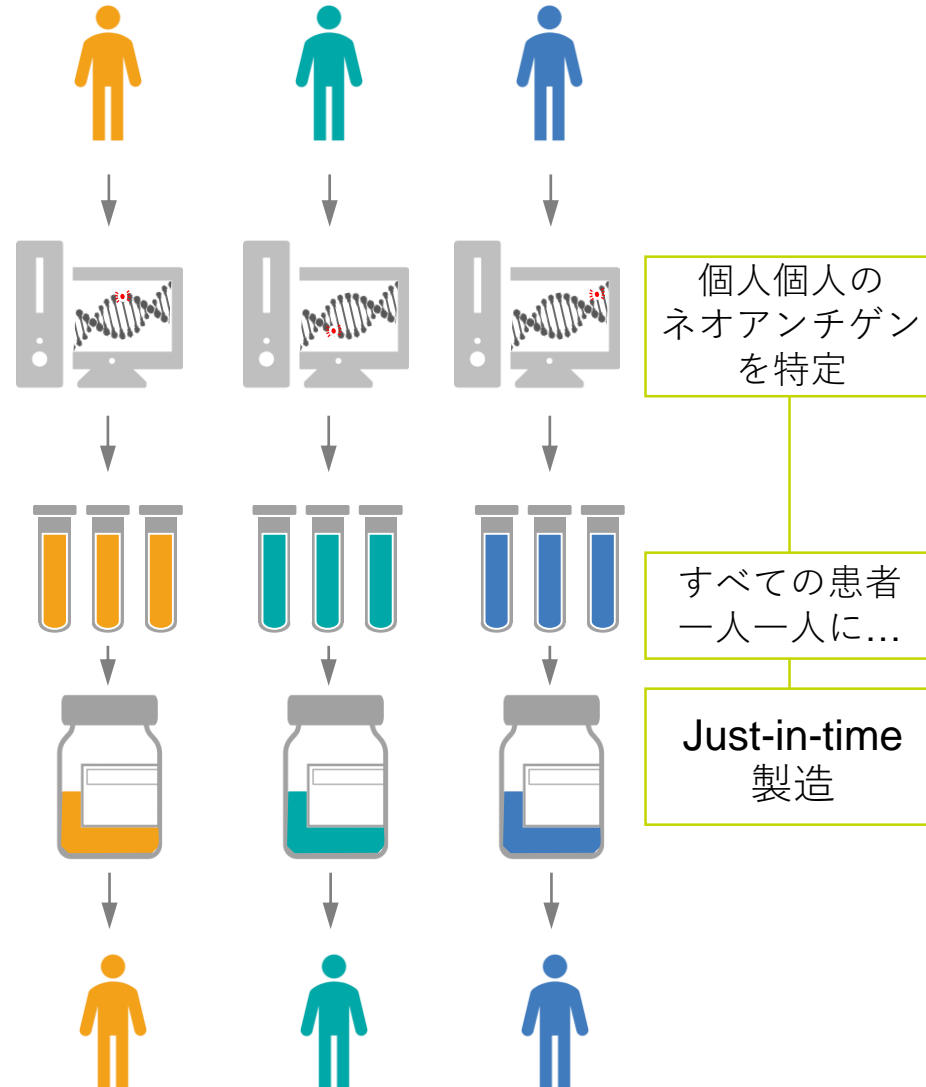 個人個人の
ネオアンチゲン
を特定
すべての患者
一人一人に...
Just-in-time
製造